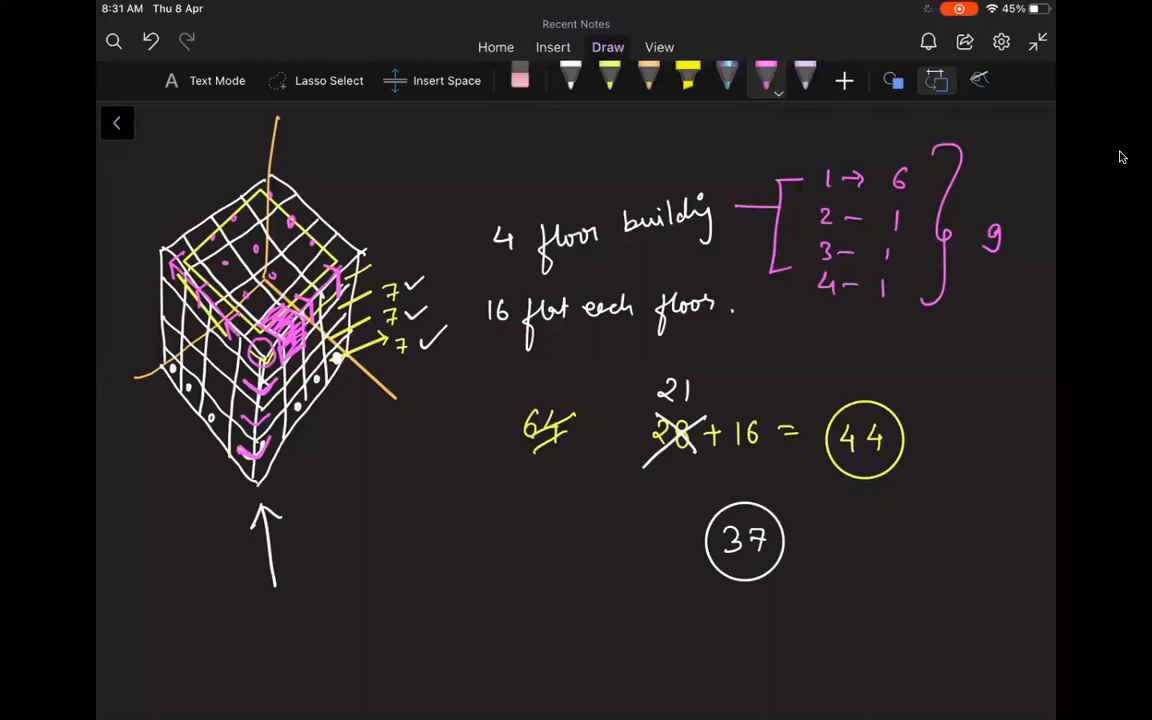 8:31 AM Thu 8 Apr
45%
Recent Notes
Home Insert Draw View
A Text Mode Lasso Select Insert Space
4 floor building
1 → 6
2 - 1
3 - 1
4 - 1
9
16 flat each floor.
7 ✓
7 ✓
7 ✓
64
21
28 + 16 = 44
37